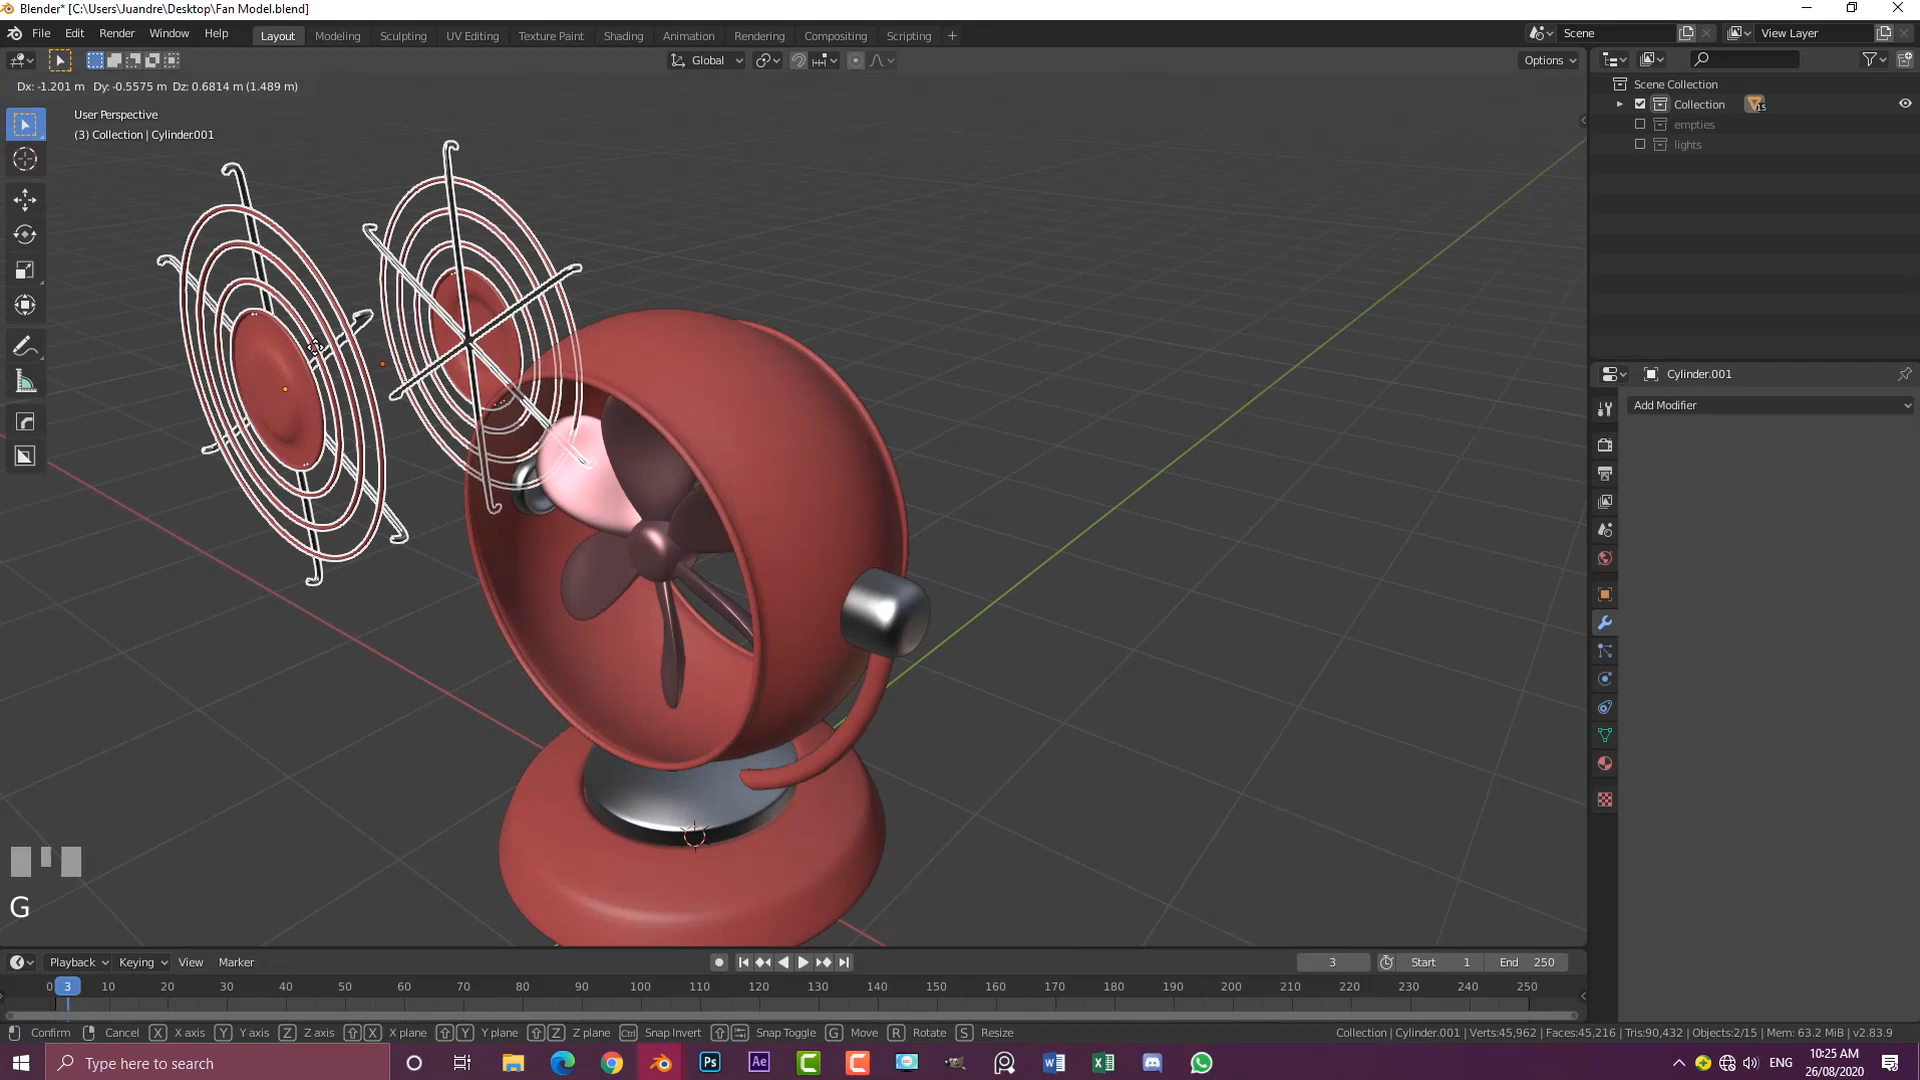 Blender* [C:\Users\Juandre\Desktop\Fan Model.blend]
File Edit Render Window Help Layout Modeling Sculpting UV Editing Texture Paint Shading Animation Rendering Compositing Scripting + Scene View Layer
Global Options
Dx: -1.201 m Dy: -0.5575 m Dz: 0.6814 m (1.489 m)
User Perspective
(3) Collection | Cylinder.001
Scene Collection
Collection 15
empties
lights
Cylinder.001
Add Modifier
G
Playback Keying View Marker 3 Start 1 End 250
0 3 10 20 30 40 50 60 70 80 90 100 110 120 130 140 150 160 170 180 190 200 210 220 230 240 250
Confirm Cancel X X axis Y Y axis Z Z axis X X plane Y Y plane Z Z plane Ctrl Snap Invert Snap Toggle G Move R Rotate S Resize Collection | Cylinder.001 | Verts:45,962 | Faces:45,216 | Tris:90,432 | Objects:2/15 | Mem: 63.2 MiB | v2.83.9
Type here to search Ps Ae ENG 10:25 AM
26/08/2020